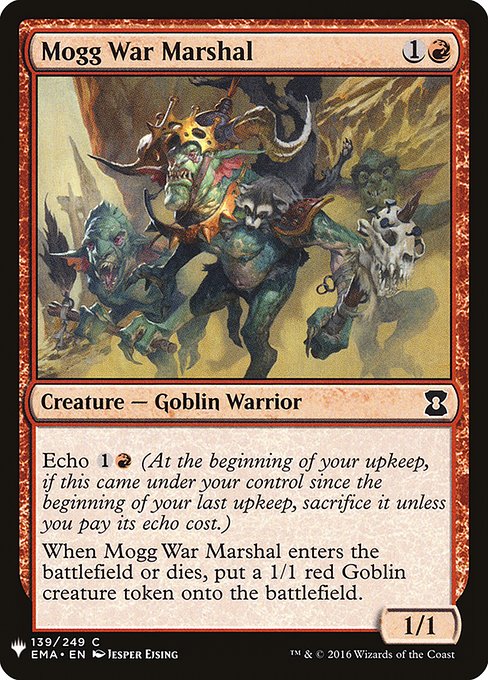 Mogg War Marshal 1
Creature — Goblin Warrior
Echo 1 (At the beginning of your upkeep,
if this came under your control since the
beginning of your last upkeep, sacrifice it unless
you pay its echo cost.)
When Mogg War Marshal enters the
battlefield or dies, put a 1/1 red Goblin
creature token onto the battlefield.
1/1
139/249 C
EMA • EN Jesper Eising
™ & © 2016 Wizards of the Coast